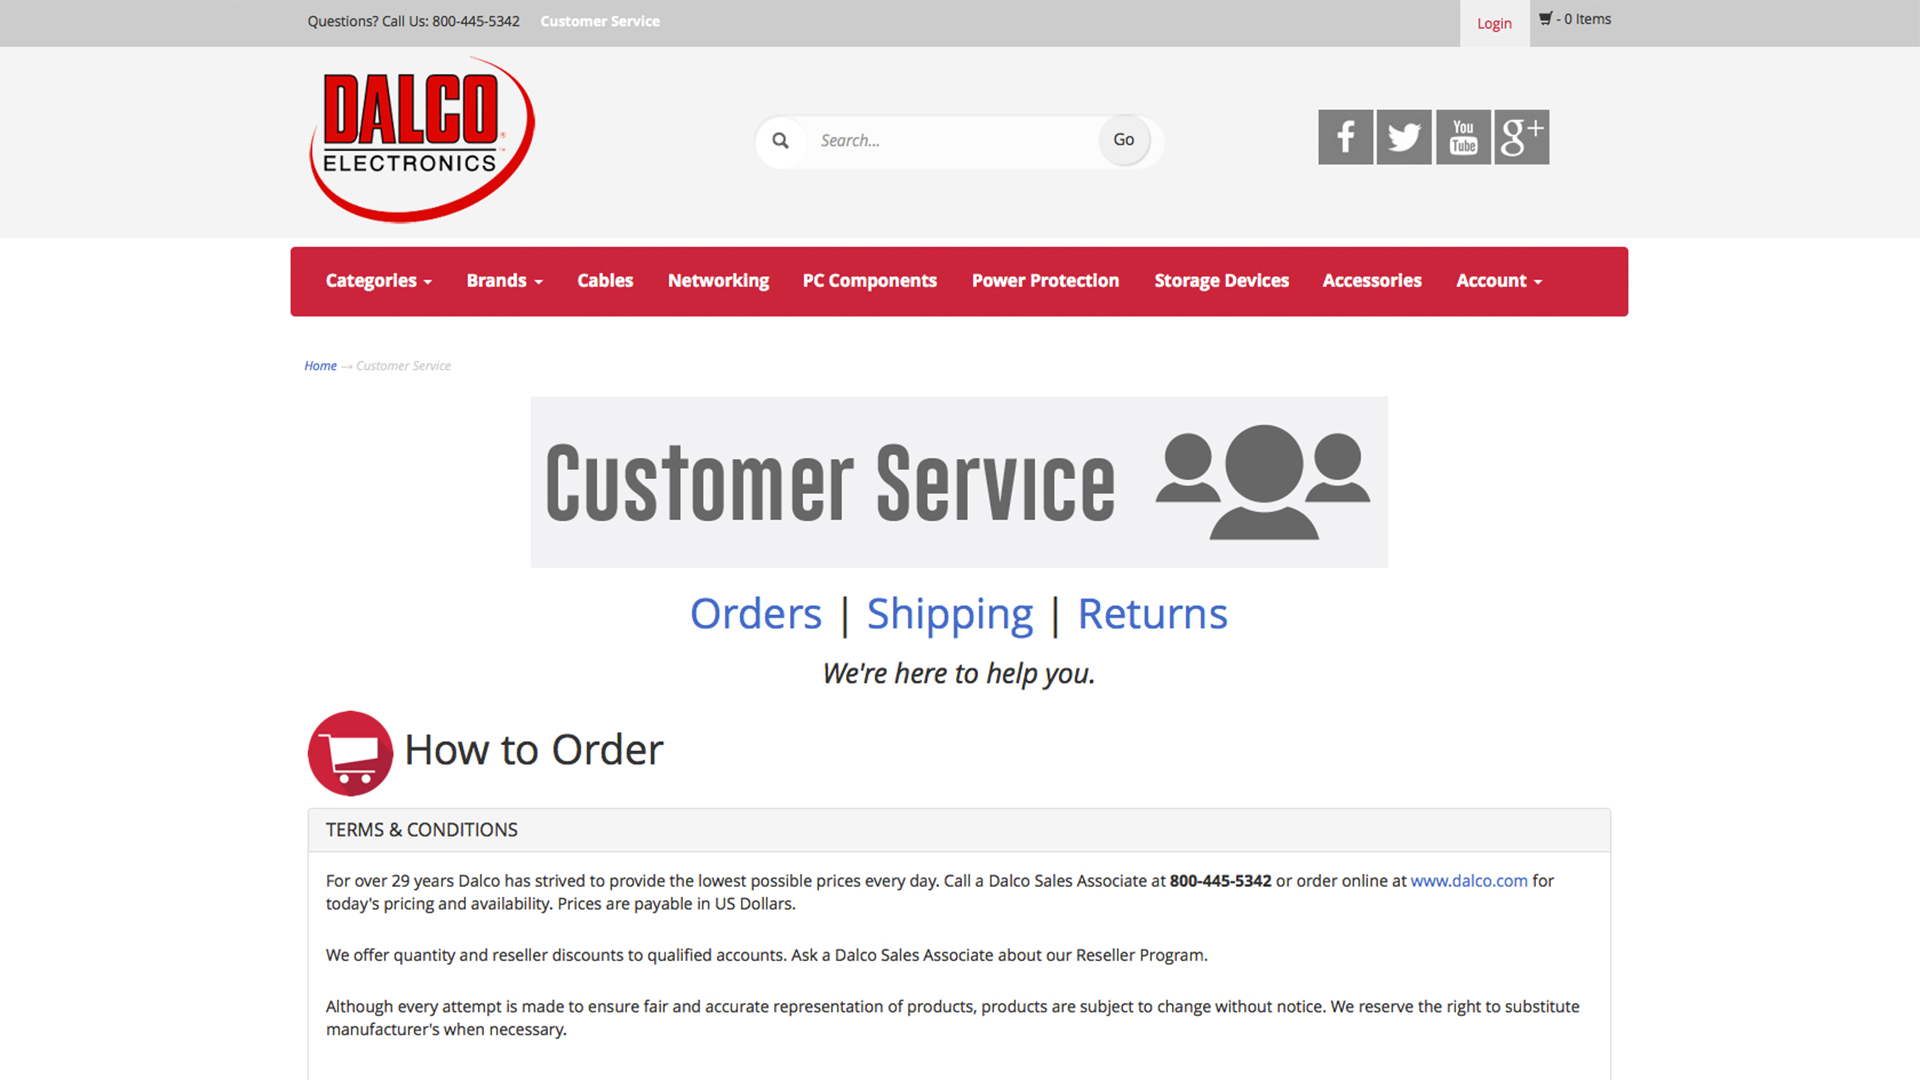 Questions? Call Us: 800-445-5342 Customer Service Login - 0 Items
DALCO
ELECTRONICS
Search...
Go
f
You
Tube
g+
Categories Brands Cables Networking PC Components Power Protection Storage Devices Accessories Account
Home → Customer Service
Customer Service
Orders | Shipping | Returns
We're here to help you.
How to Order
TERMS & CONDITIONS
For over 29 years Dalco has strived to provide the lowest possible prices every day. Call a Dalco Sales Associate at 800-445-5342 or order online at www.dalco.com for
today's pricing and availability. Prices are payable in US Dollars.
We offer quantity and reseller discounts to qualified accounts. Ask a Dalco Sales Associate about our Reseller Program.
Although every attempt is made to ensure fair and accurate representation of products, products are subject to change without notice. We reserve the right to substitute
manufacturer's when necessary.